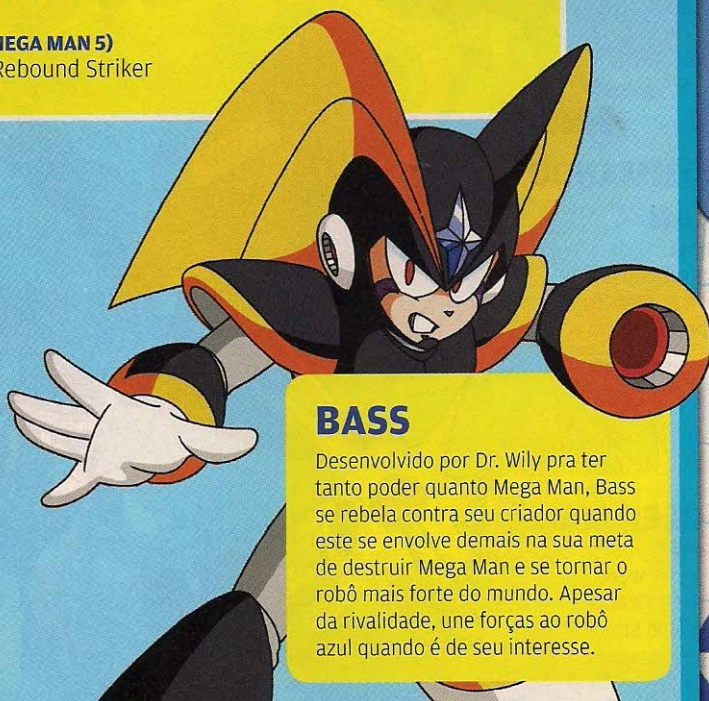 MEGA MAN 5)
Rebound Striker
BASS
Desenvolvido por Dr. Wily pra ter
tanto poder quanto Mega Man, Bass
se rebela contra seu criador quando
este se envolve demais na sua meta
de destruir Mega Man e se tornar o
robô mais forte do mundo. Apesar
da rivalidade, une forças ao robô
azul quando é de seu interesse.